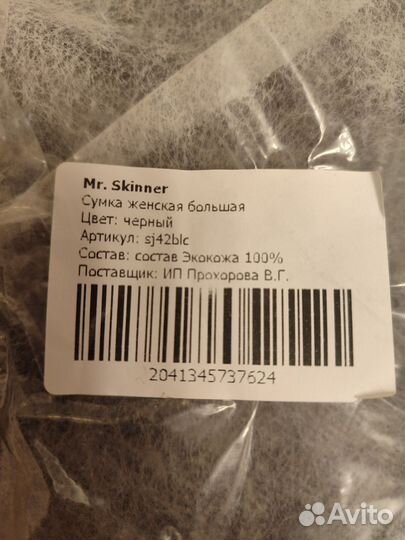 Mr. Skinner
Сумка женская большая
Цвет: черный
Артикул: sj42blc
Состав: состав Экокожа 100%
Поставщик: ИП Прохорова В.Г.
2041345737624
Avito